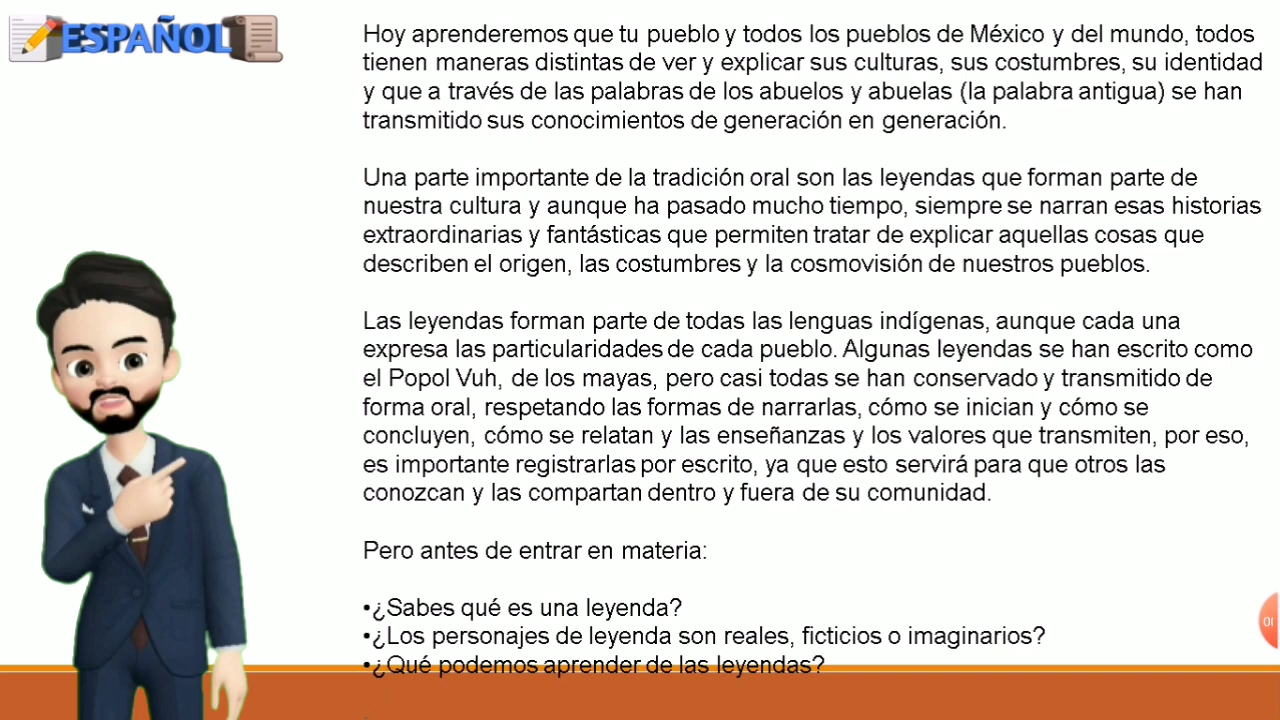 ESPAÑOL
Hoy aprenderemos que tu pueblo y todos los pueblos de México y del mundo, todos
tienen maneras distintas de ver y explicar sus culturas, sus costumbres, su identidad
y que a través de las palabras de los abuelos y abuelas (la palabra antigua) se han
transmitido sus conocimientos de generación en generación.
Una parte importante de la tradición oral son las leyendas que forman parte de
nuestra cultura y aunque ha pasado mucho tiempo, siempre se narran esas historias
extraordinarias y fantásticas que permiten tratar de explicar aquellas cosas que
describen el origen, las costumbres y la cosmovisión de nuestros pueblos.
Las leyendas forman parte de todas las lenguas indígenas, aunque cada una
expresa las particularidades de cada pueblo. Algunas leyendas se han escrito como
el Popol Vuh, de los mayas, pero casi todas se han conservado y transmitido de
forma oral, respetando las formas de narrarlas, cómo se inician y cómo se
concluyen, cómo se relatan y las enseñanzas y los valores que transmiten, por eso,
es importante registrarlas por escrito, ya que esto servirá para que otros las
conozcan y las compartan dentro y fuera de su comunidad.
Pero antes de entrar en materia:
•¿Sabes qué es una leyenda?
•¿Los personajes de leyenda son reales, ficticios o imaginarios?
•¿Qué podemos aprender de las leyendas?